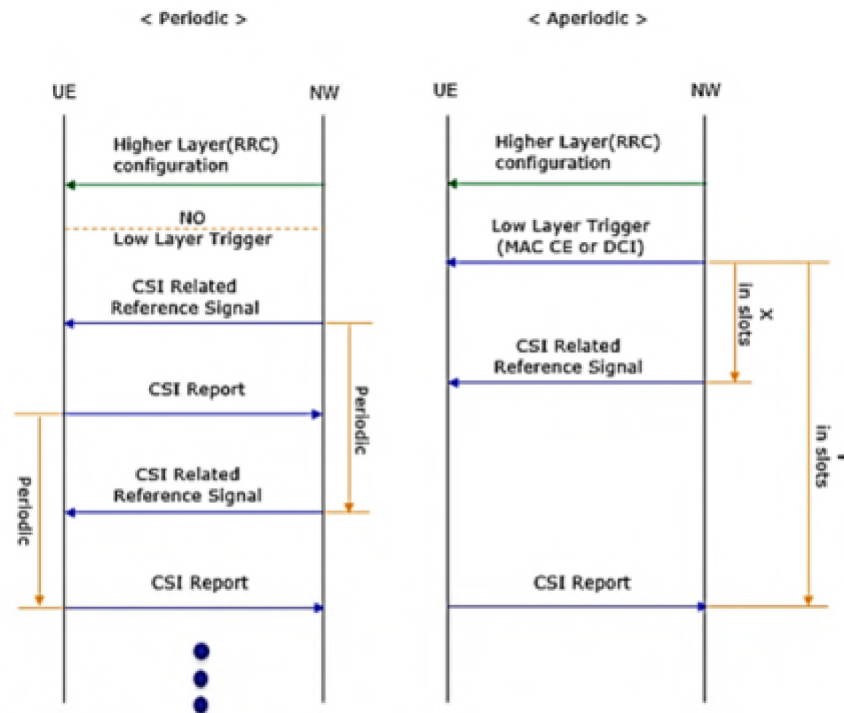 < Periodic >
UE
NW
Higher Layer(RRC)
configuration
NO
Low Layer Trigger
CSI Related
Reference Signal
CSI Report
Periodic
CSI Related
Reference Signal
Periodic
CSI Report
< Aperiodic >
UE
NW
Higher Layer(RRC)
configuration
Low Layer Trigger
(MAC CE or DCI)
X
in slots
CSI Related
Reference Signal
in slots
CSI Report